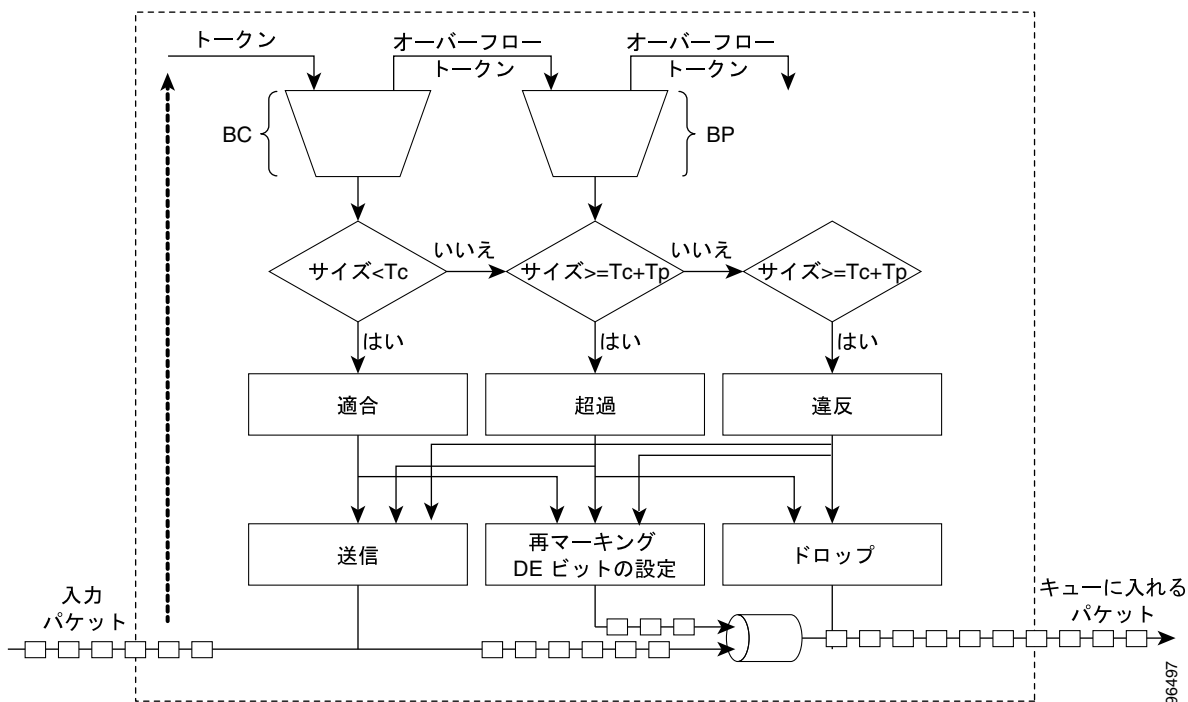 トークン
オーバーフロー
トークン
オーバーフロー
トークン
BC
BP
サイズ<Tc
いいえ
サイズ>=Tc+Tp
いいえ
サイズ>=Tc+Tp
はい
はい
はい
適合
超過
違反
送信
再マーキング
DE ビットの設定
ドロップ
入力
パケット
キューに入れる
パケット
96497